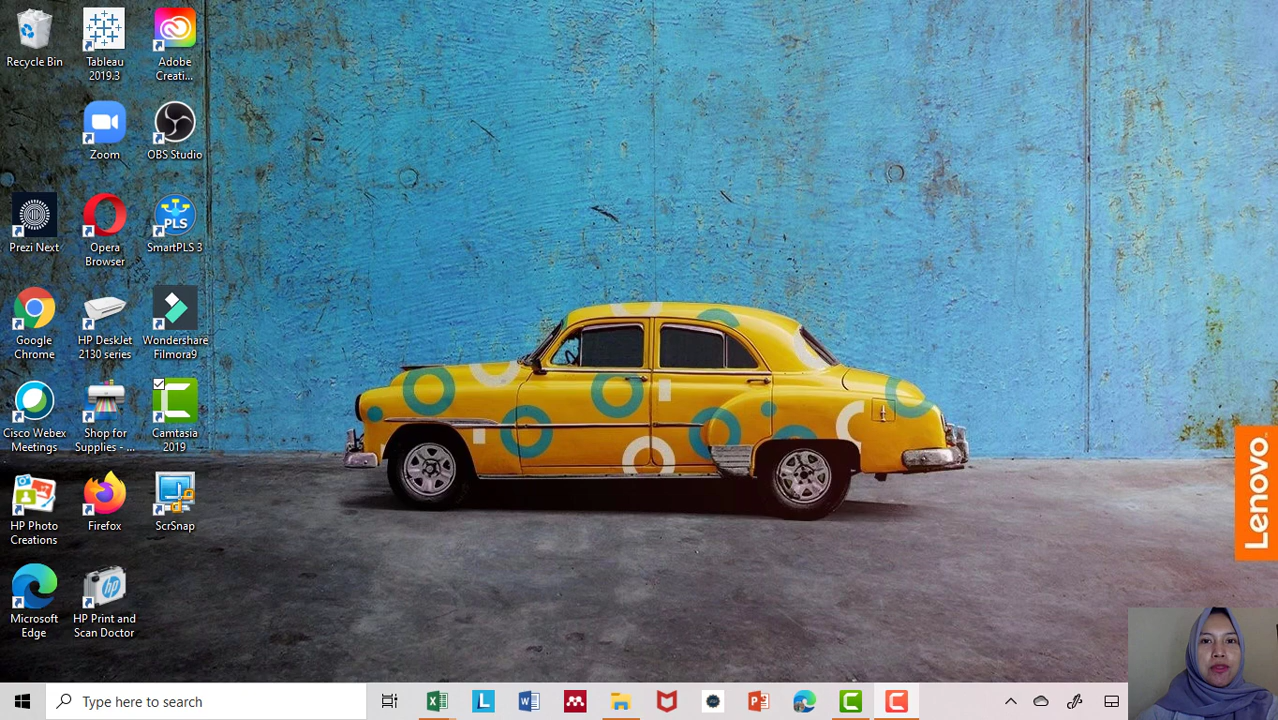 Recycle Bin
Tableau
2019.3
Adobe
Creati...
Zoom
OBS Studio
Prezi Next
Opera
Browser
PLS
SmartPLS 3
Google
Chrome
HP DeskJet
2130 series
Wondershare
Filmora9
Cisco Webex
Meetings
Shop for
Supplies - ...
Camtasia
2019
HP Photo
Creations
Firefox
ScrSnap
Microsoft
Edge
hp
HP Print and
Scan Doctor
Lenovo
Type here to search
X
L
W
P
C
C